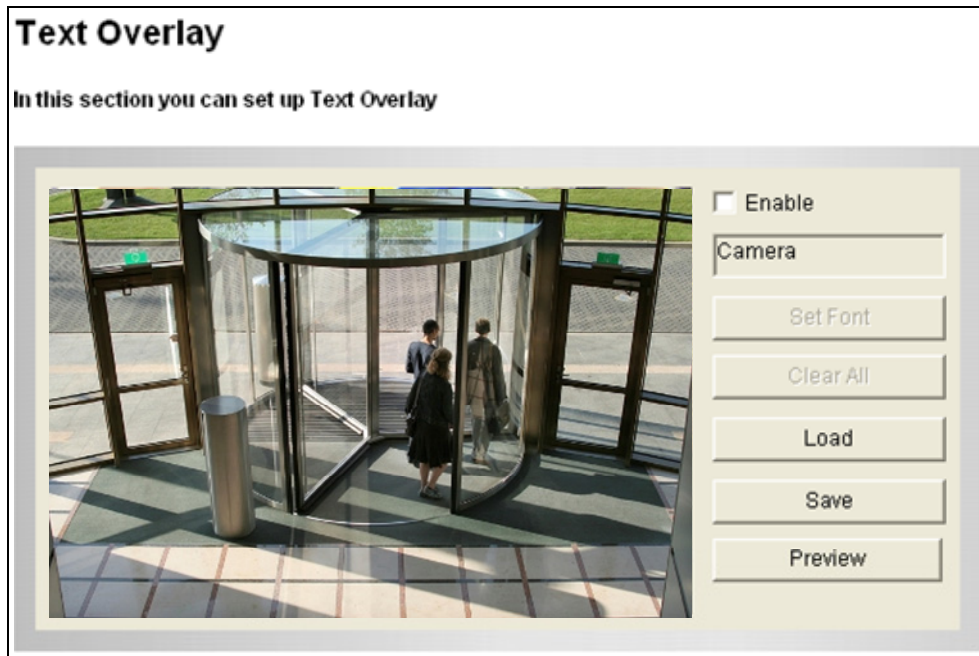 Text Overlay
In this section you can set up Text Overlay
Enable
Camera
Set Font
Clear All
Load
Save
Preview